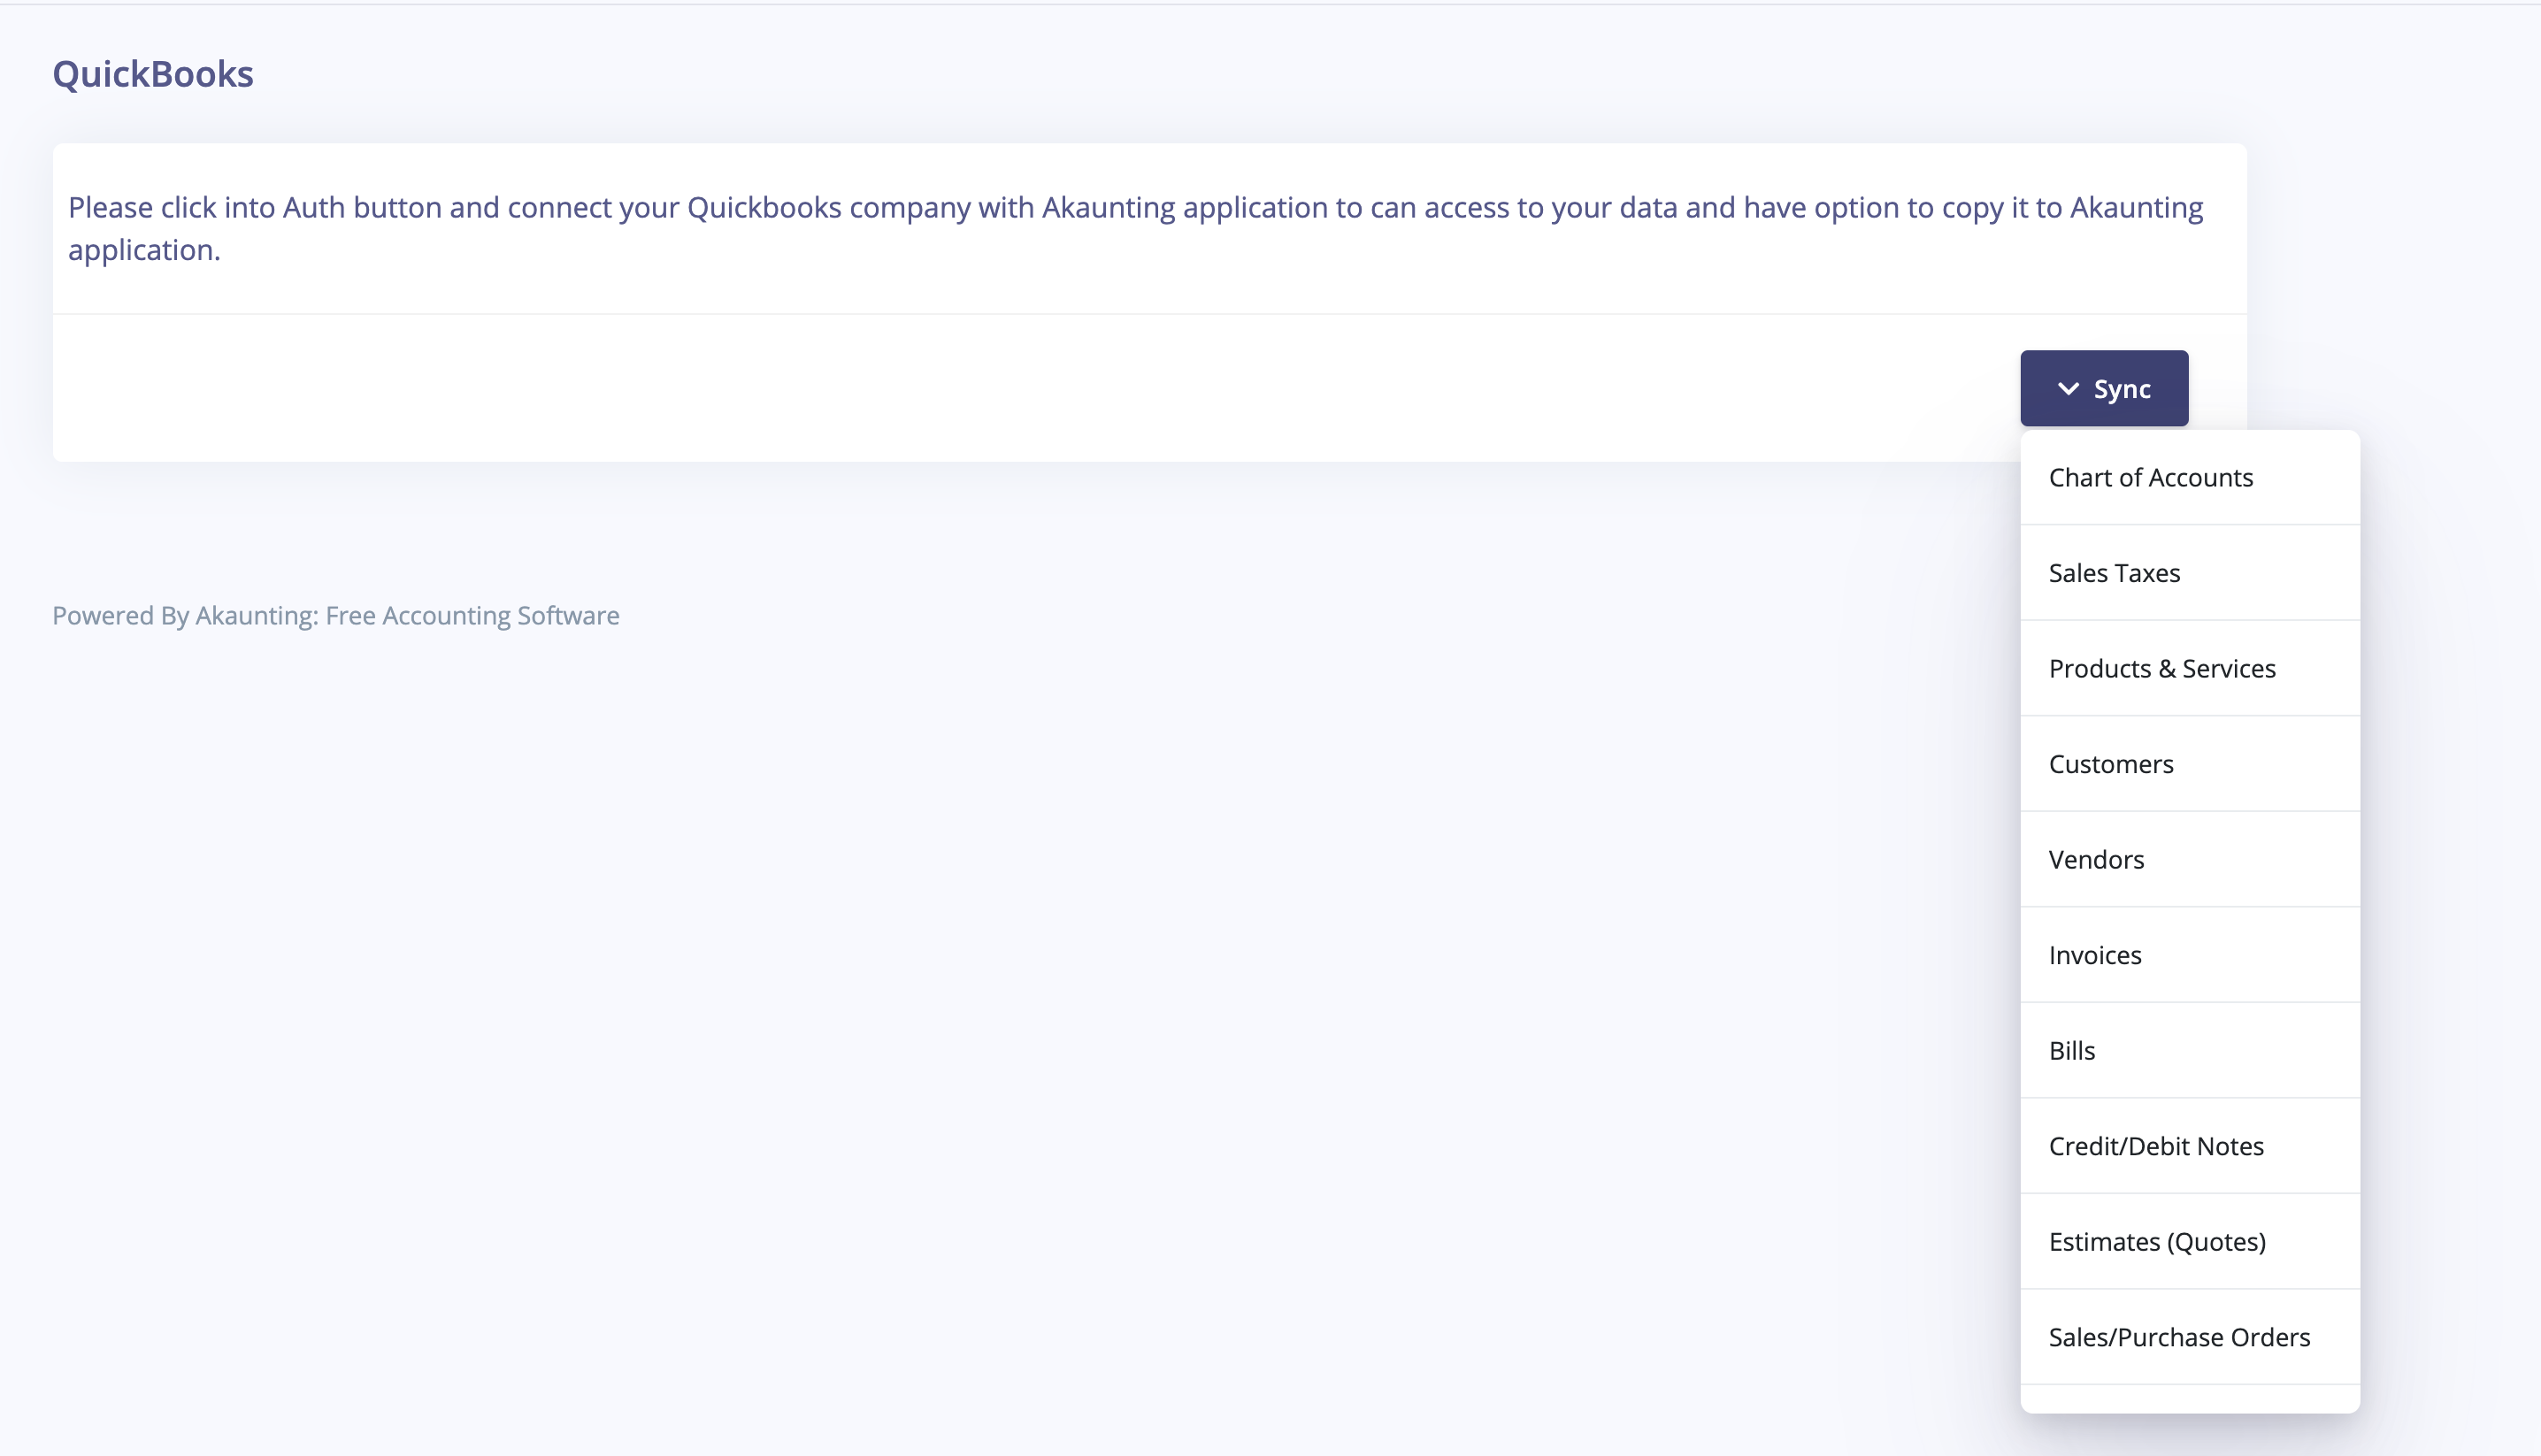 QuickBooks
Please click into Auth button and connect your Quickbooks company with Akaunting application to can access to your data and have option to copy it to Akaunting
application.
Sync
Chart of Accounts
Sales Taxes
Products & Services
Customers
Vendors
Invoices
Bills
Credit/Debit Notes
Estimates (Quotes)
Sales/Purchase Orders
Powered By Akaunting: Free Accounting Software